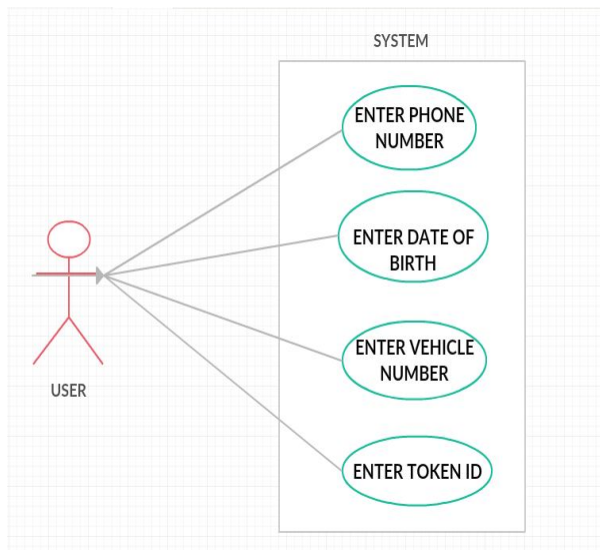 SYSTEM
ENTER PHONE
NUMBER
ENTER DATE OF
BIRTH
ENTER VEHICLE
NUMBER
USER
ENTER TOKEN ID